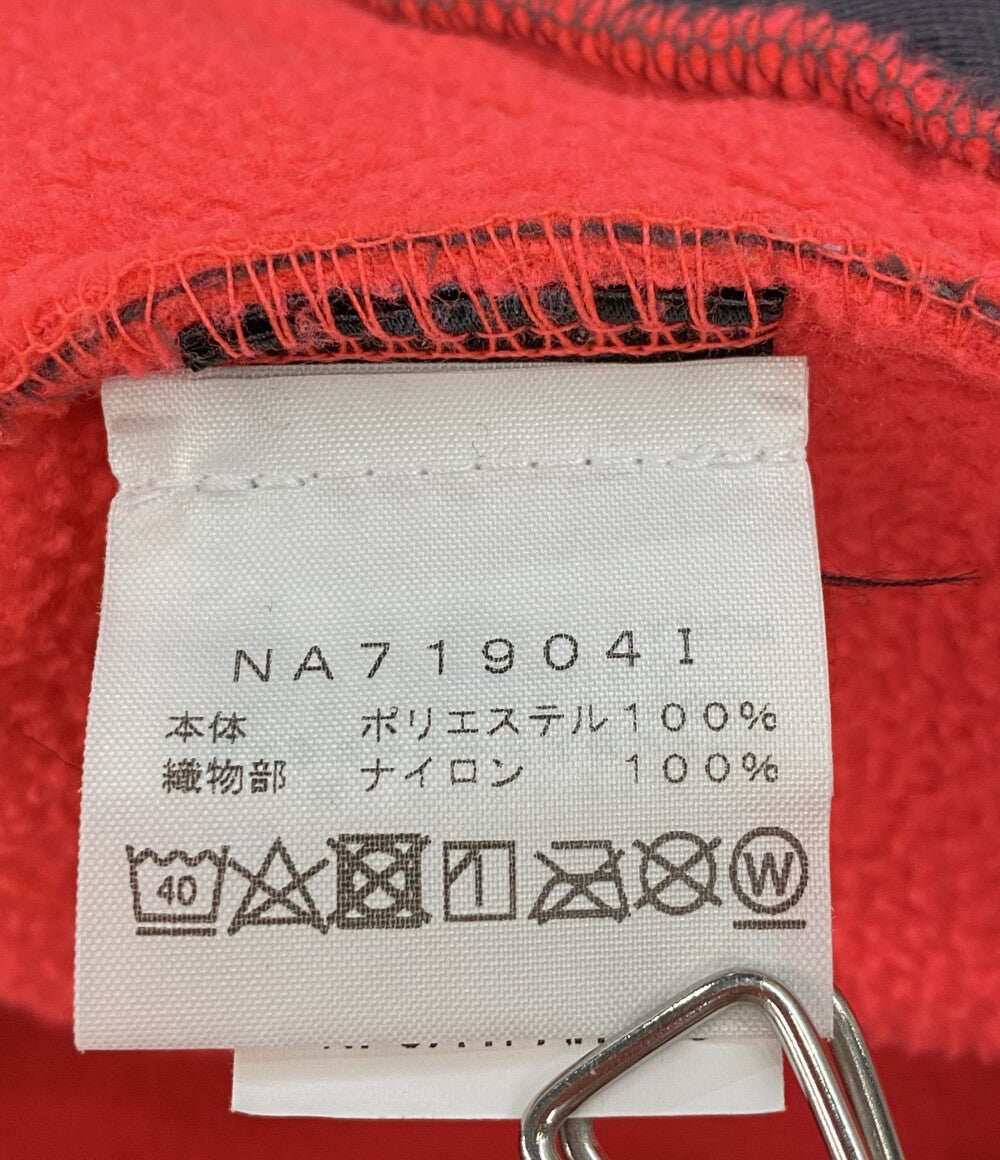 NA71904I
本体 ポリエステル100%
織物部 ナイロン 100%
40
W